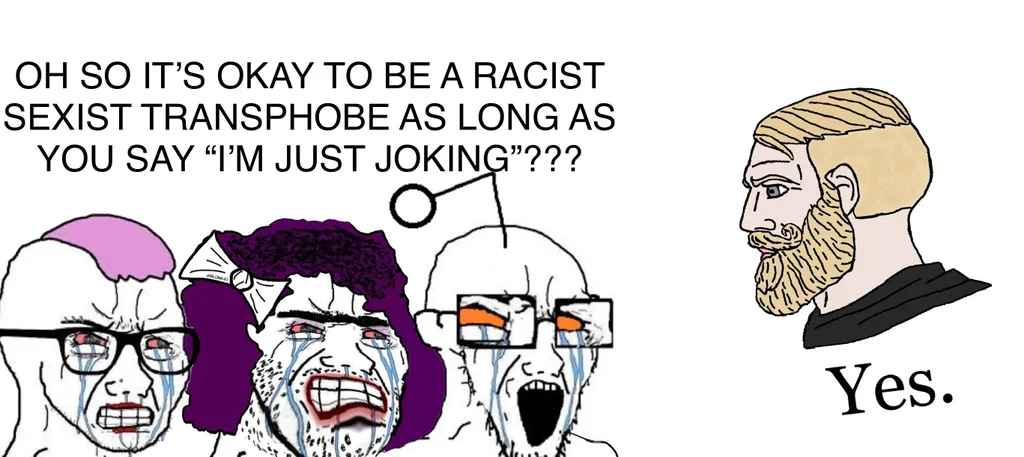 OH SO IT’S OKAY TO BE A RACIST
SEXIST TRANSPHOBE AS LONG AS
YOU SAY “I’M JUST JOKING”???
Yes.